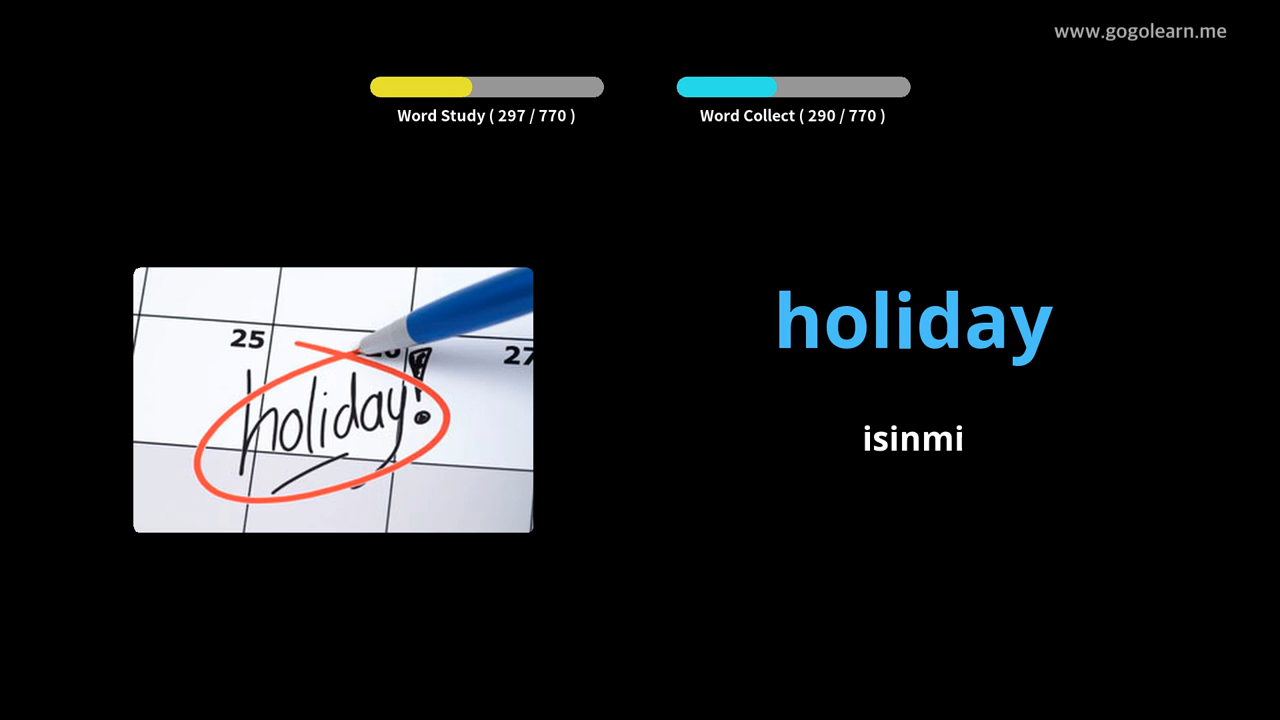 www.gogolearn.me
Word Study ( 297 / 770 )
Word Collect ( 290 / 770 )
25
27
holiday!
holiday
isinmi